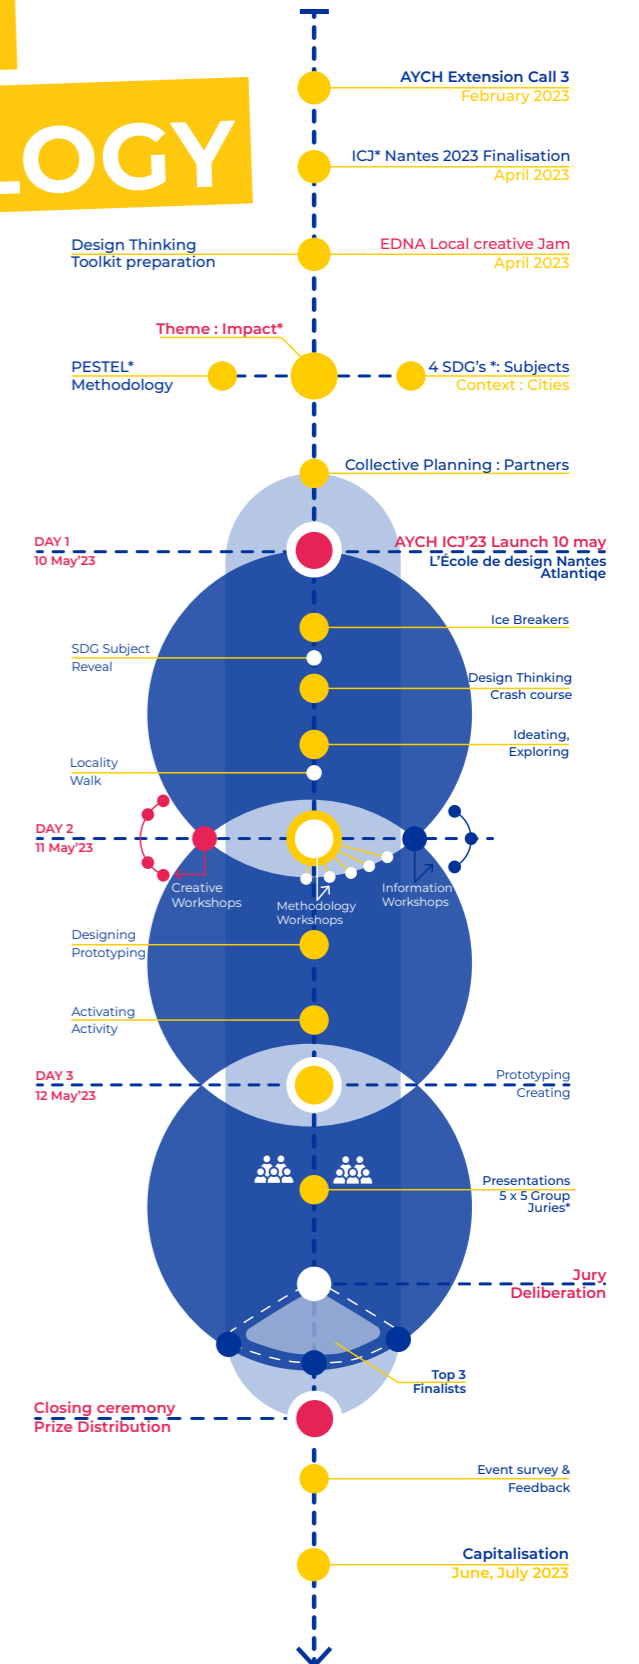 LOGY
AYCH Extension Call 3
February 2023
ICJ* Nantes 2023 Finalisation
April 2023
Design Thinking
Toolkit preparation
EDNA Local creative Jam
April 2023
Theme : Impact*
PESTEL*
Methodology
4 SDG's *: Subjects
Context : Cities
Collective Planning : Partners
DAY 1
10 May'23
AYCH ICJ'23 Launch 10 may
L'École de design Nantes
Atlantiqe
Ice Breakers
SDG Subject
Reveal
Design Thinking
Crash course
Ideating,
Exploring
Locality
Walk
DAY 2
11 May'23
Creative
Workshops
Methodology
Workshops
Information
Workshops
Designing
Prototyping
Activating
Activity
DAY 3
12 May'23
Prototyping
Creating
Presentations
5 x 5 Group
Juries*
Jury
Deliberation
Top 3
Finalists
Closing ceremony
Prize Distribution
Event survey &
Feedback
Capitalisation
June, July 2023